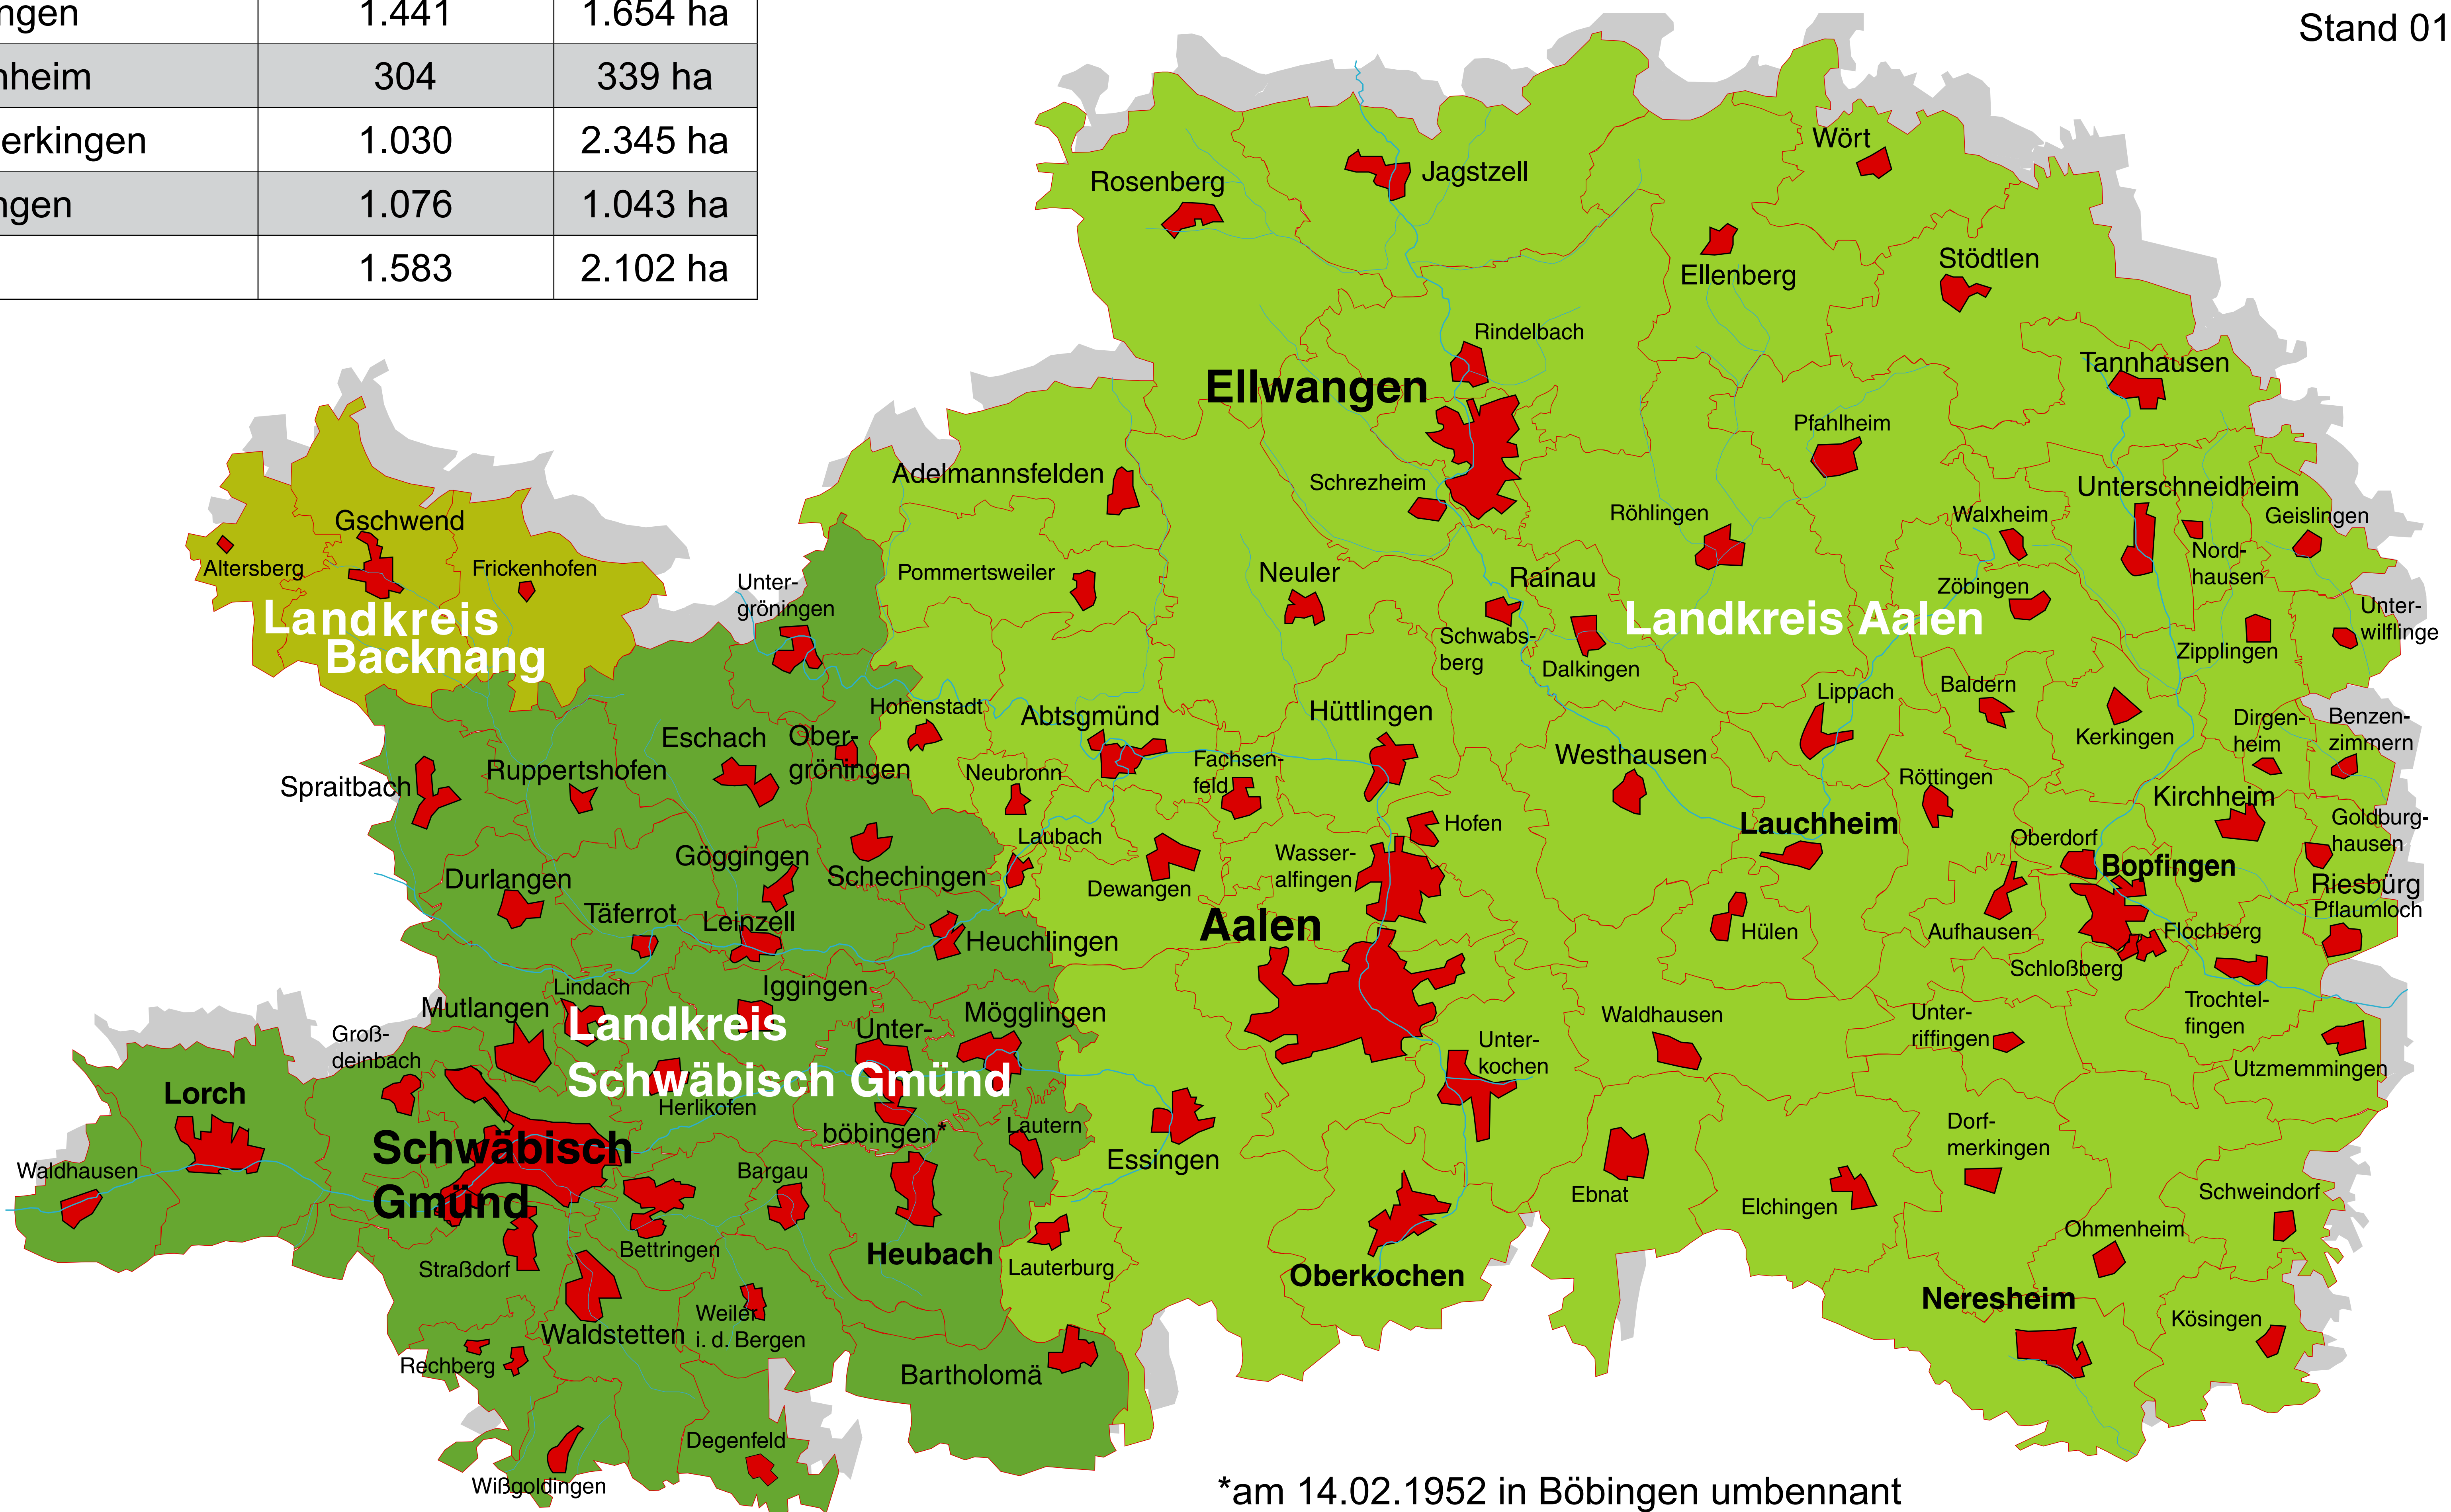 ngen 1.441 1.654 ha
heim 304 339 ha
erkingen 1.030 2.345 ha
ngen 1.076 1.043 ha
1.583 2.102 ha
Stand 01
Wört
Jagstzell
Rosenberg
Stödtlen
Ellenberg
Rindelbach
Tannhausen
Ellwangen
Pfahlheim
Adelmannsfelden
Schrezheim
Unterschneidheim
Röhlingen
Walxheim
Geislingen
Gschwend
Nord-
hausen
Altersberg
Frickenhofen
Pommertsweiler
Neuler
Rainau
Zöbingen
Unter-
gröningen
Unter-
wilflinge
Landkreis
Backnang
Landkreis Aalen
Schwabs-
berg
Dalkingen
Zipplingen
Lippach
Baldern
Hohenstadt
Abtsgmünd
Hüttlingen
Dirgen-
heim
Benzen-
zimmern
Kerkingen
Eschach
Ober-
gröningen
Westhausen
Fachsen-
feld
Neubronn
Röttingen
Ruppertshofen
Spraitbach
Kirchheim
Laubach
Hofen
Lauchheim
Goldburg-
hausen
Oberdorf
Bopfingen
Göggingen
Wasser-
alfingen
Schechingen
Durlangen
Dewangen
Riesbürg
Pflaumloch
Täferrot
Leinzell
Aalen
Hülen
Aufhausen
Flochberg
Heuchlingen
Schloßberg
Lindach
Iggingen
Trochtel-
fingen
Mutlangen
Mögglingen
Landkreis
Schwäbisch Gmünd
Unter-
böbingen*
Waldhausen
Unter-
riffingen
Groß-
deinbach
Unter-
kochen
Utzmemmingen
Lorch
Herlikofen
Lautern
Dorf-
merkingen
Schwäbisch
Gmünd
Essingen
Waldhausen
Bargau
Ebnat
Elchingen
Schweindorf
Ohmenheim
Bettringen
Heubach
Straßdorf
Lauterburg
Oberkochen
Neresheim
Weiler
i. d. Bergen
Kösingen
Waldstetten
Rechberg
Bartholomä
Degenfeld
Wißgoldingen
*am 14.02.1952 in Böbingen umbennant